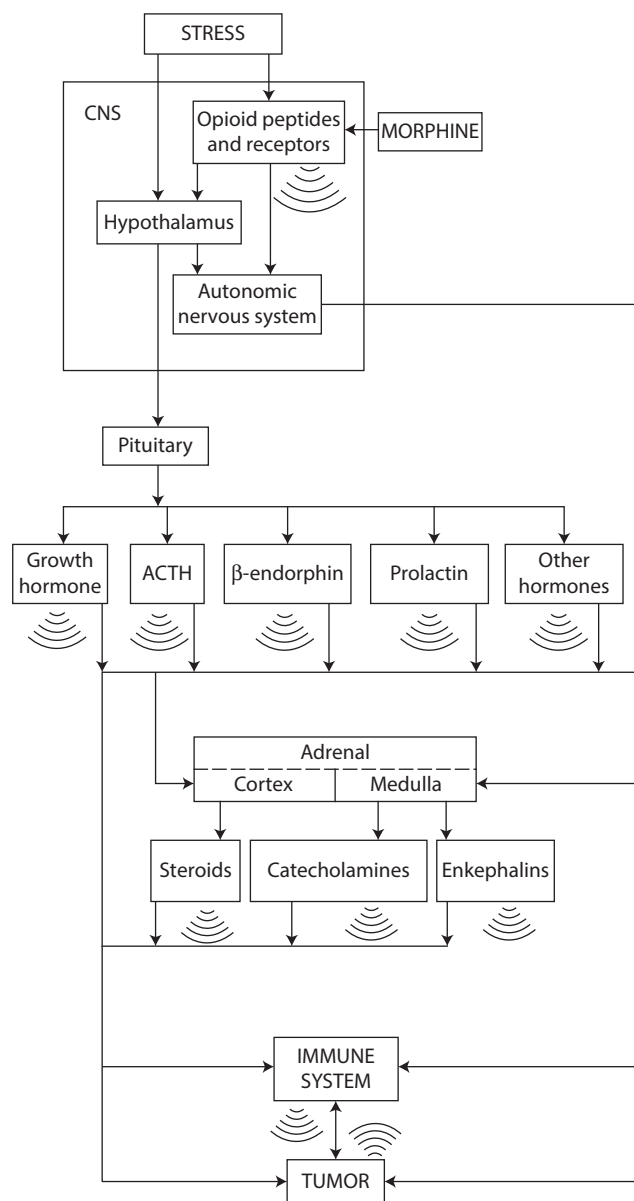 STRESS
CNS
Opioid peptides
and receptors
MORPHINE
Hypothalamus
Autonomic
nervous system
Pituitary
Growth
hormone
ACTH
β-endorphin
Prolactin
Other
hormones
Adrenal
Cortex
Medulla
Steroids
Catecholamines
Enkephalins
IMMUNE
SYSTEM
TUMOR